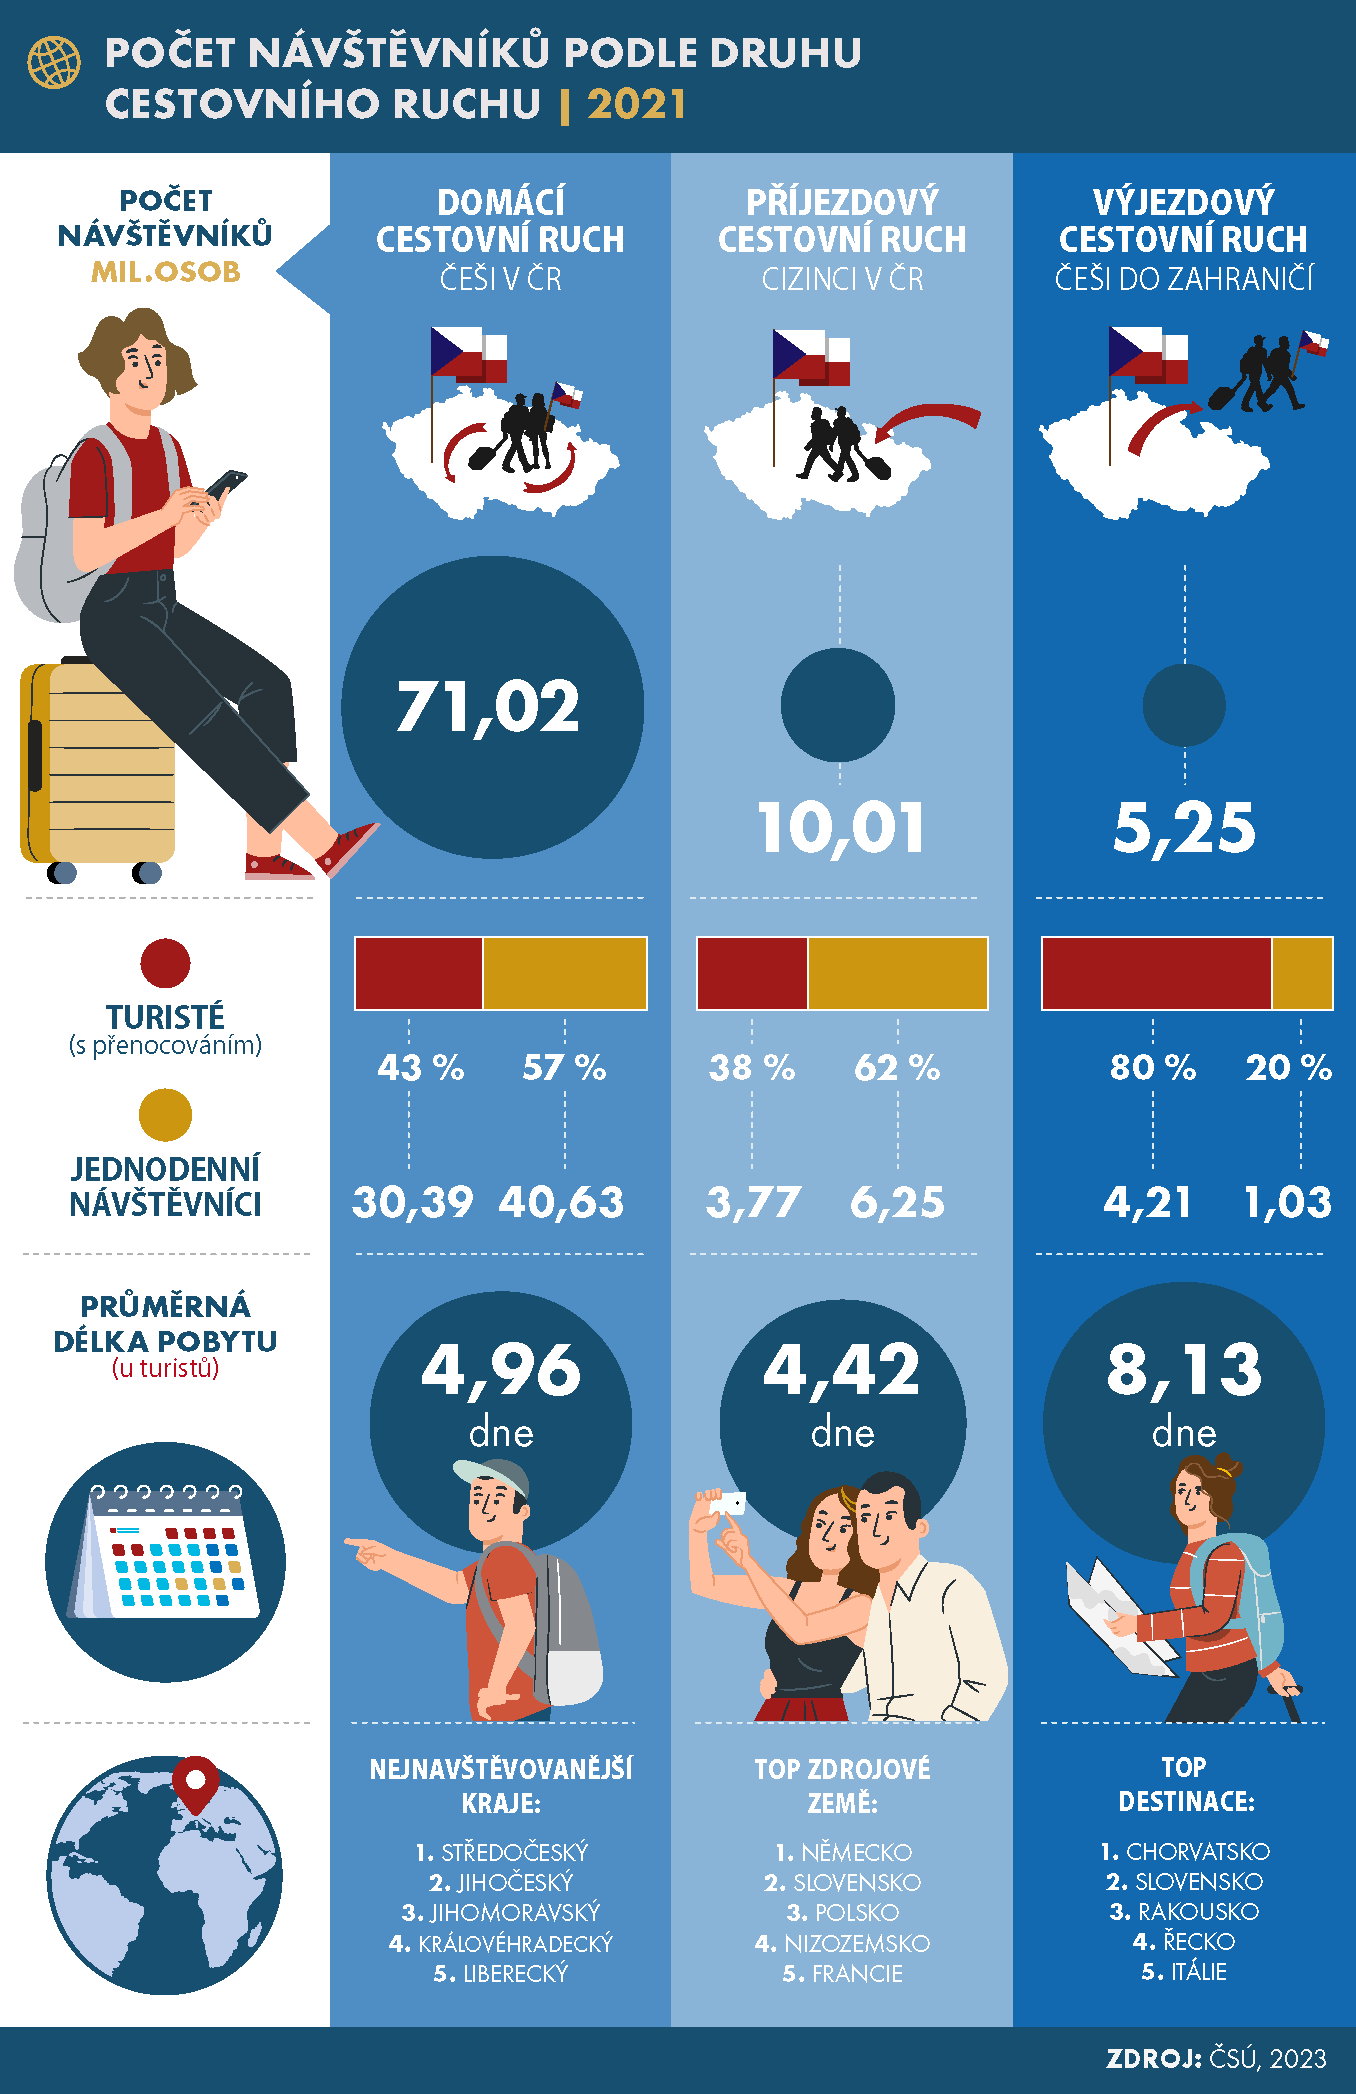 POČET NÁVŠTĚVNÍKŮ PODLE DRUHU
CESTOVNÍHO RUCHU | 2021
POČET
NÁVŠTĚVNÍKŮ
MIL.OSOB
DOMÁCÍ
CESTOVNÍ RUCH
ČEŠI V ČR
PŘÍJEZDOVÝ
CESTOVNÍ RUCH
CIZINCI V ČR
VÝJEZDOVÝ
CESTOVNÍ RUCH
ČEŠI DO ZAHRANIČÍ
71,02
10,01
5,25
TURISTÉ
(s přenocováním)
JEDNODENNÍ
NÁVŠTĚVNÍCI
43 % 57 %
38 % 62 %
80 % 20 %
30,39 40,63
3,77 6,25
4,21 1,03
PRŮMĚRNÁ
DÉLKA POBYTU
(u turistů)
4,96
dne
4,42
dne
8,13
dne
NEJNAVŠTĚVOVANĚJŠÍ
KRAJE:
1. STŘEDOČESKÝ
2. JIHOČESKÝ
3. JIHOMORAVSKÝ
4. KRÁLOVÉHRADECKÝ
5. LIBERECKÝ
TOP ZDROJOVÉ
ZEMĚ:
1. NĚMECKO
2. SLOVENSKO
3. POLSKO
4. NIZOZEMSKO
5. FRANCIE
TOP
DESTINACE:
1. CHORVATSKO
2. SLOVENSKO
3. RAKOUSKO
4. ŘECKO
5. ITÁLIE
ZDROJ: ČSÚ, 2023